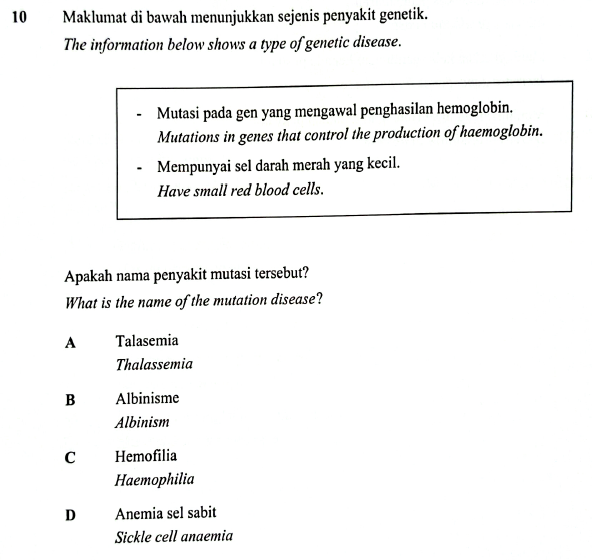 10 Maklumat di bawah menunjukkan sejenis penyakit genetik.
The information below shows a type of genetic disease.
- Mutasi pada gen yang mengawal penghasilan hemoglobin.
Mutations in genes that control the production of haemoglobin.
- Mempunyai sel darah merah yang kecil.
Have small red blood cells.
Apakah nama penyakit mutasi tersebut?
What is the name of the mutation disease?
A Talasemia
Thalassemia
B Albinisme
Albinism
C Hemofilia
Haemophilia
D Anemia sel sabit
Sickle cell anaemia